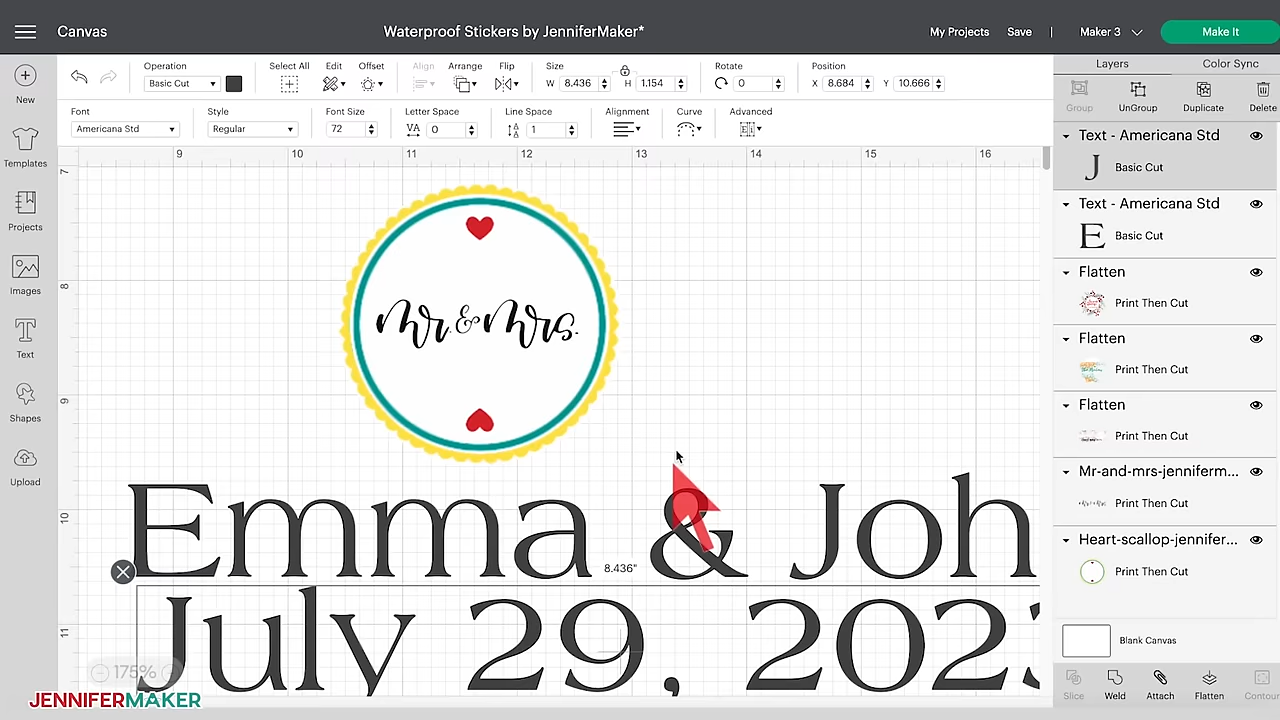 Canvas
Waterproof Stickers by JenniferMaker*
My Projects Save | Maker 3 Make It
New
Templates
Projects
Images
Text
Shapes
Upload
Operation
Basic Cut
Select All
Edit
Offset
Align
Arrange
Flip
Size
W 8.436
H 1.154
Rotate
0
Position
X 8.684
Y 10.666
Font
Americana Std
Style
Regular
Font Size
72
Letter Space
VA 0
Line Space
1
Alignment
Curve
Advanced
9 10 11 12 13 14 15 16
7
8
9
10
11
mr. & mrs.
Emma & Joh
8.436"
July 29, 202
175%
JENNIFERMAKER
Layers Color Sync
Group UnGroup Duplicate Delete
Text - Americana Std
J Basic Cut
Text - Americana Std
E Basic Cut
Flatten
Print Then Cut
Flatten
Print Then Cut
Flatten
Print Then Cut
Mr-and-mrs-jenniferm...
Print Then Cut
Heart-scallop-jennifer...
Print Then Cut
Blank Canvas
Slice Weld Attach Flatten Contour